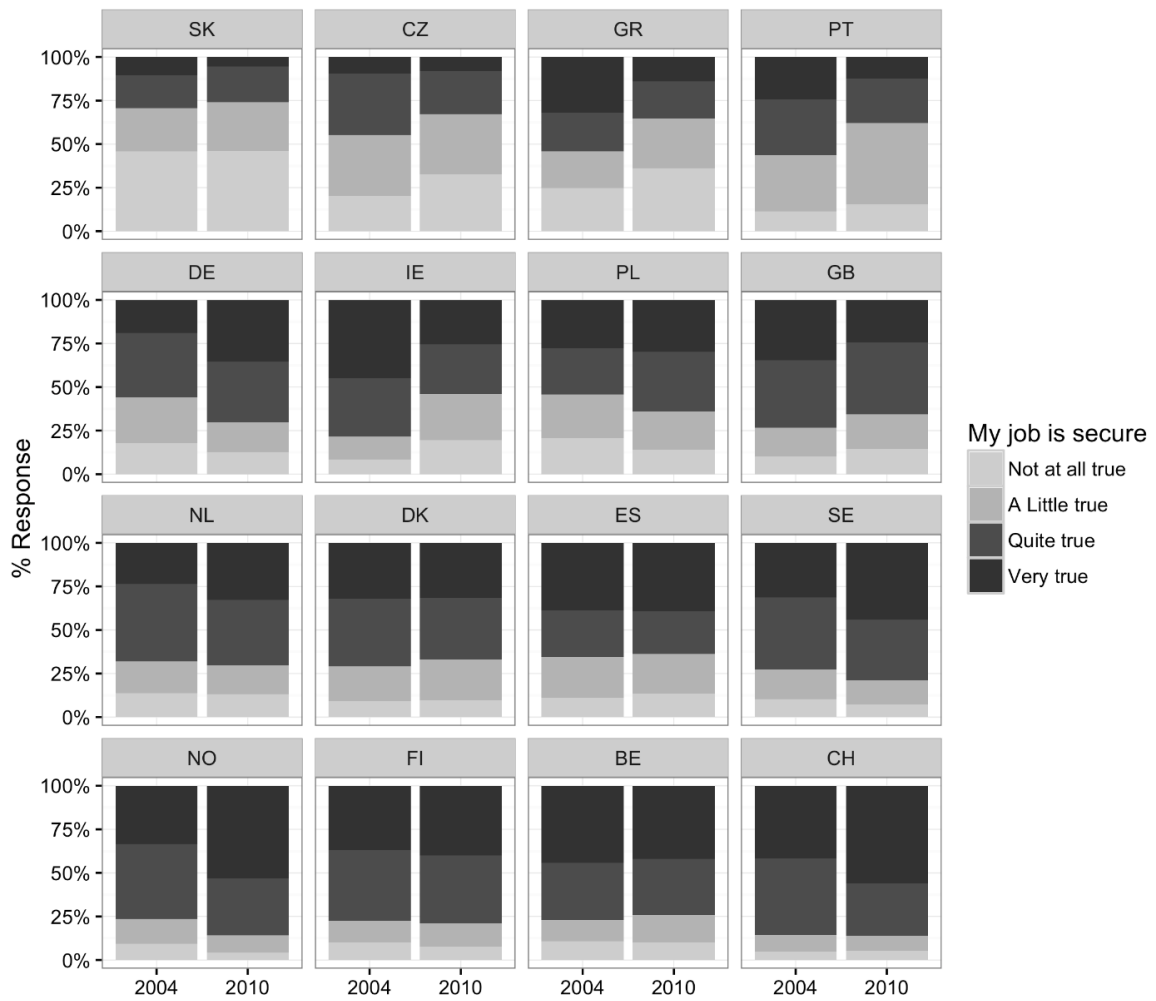 SK CZ GR PT
100%
75%
50%
25%
0%
DE IE PL GB
100%
75%
50%
25%
0%
NL DK ES SE
100%
75%
50%
25%
0%
NO FI BE CH
100%
75%
50%
25%
0%
2004 2010 2004 2010 2004 2010 2004 2010
% Response
My job is secure
Not at all true
A Little true
Quite true
Very true